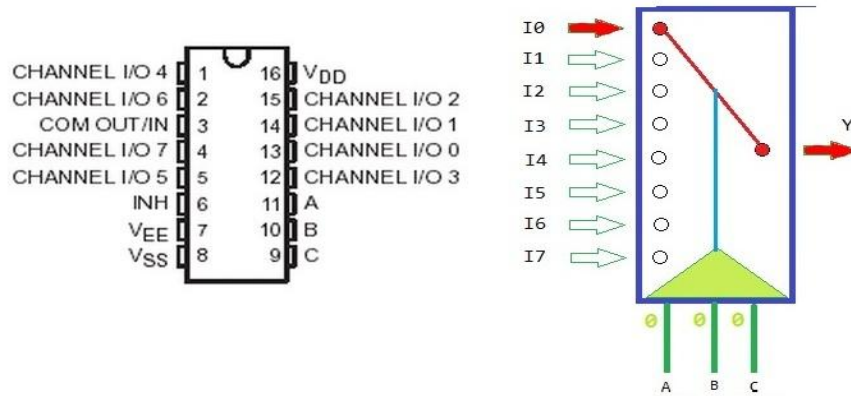 CHANNEL I/O 4 1 16 VDD
CHANNEL I/O 6 2 15 CHANNEL I/O 2
COM OUT/IN 3 14 CHANNEL I/O 1
CHANNEL I/O 7 4 13 CHANNEL I/O 0
CHANNEL I/O 5 5 12 CHANNEL I/O 3
INH 6 11 A
VEE 7 10 B
VSS 8 9 C
I0
I1
I2
I3
I4
I5
I6
I7
Y
0 0 0
A B C